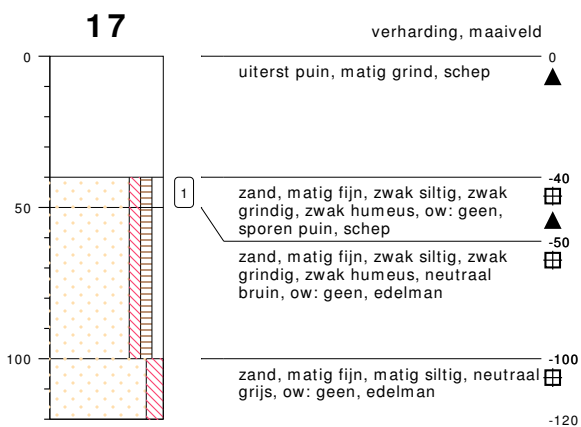 17
verharding, maaiveld
0
0
uiterst puin, matig grind, schep
-40
1
zand, matig fijn, zwak siltig, zwak
grindig, zwak humeus, ow: geen,
sporen puin, schep
50
-50
zand, matig fijn, zwak siltig, zwak
grindig, zwak humeus, neutraal
bruin, ow: geen, edelman
100
-100
zand, matig fijn, matig siltig, neutraal
grijs, ow: geen, edelman
-120